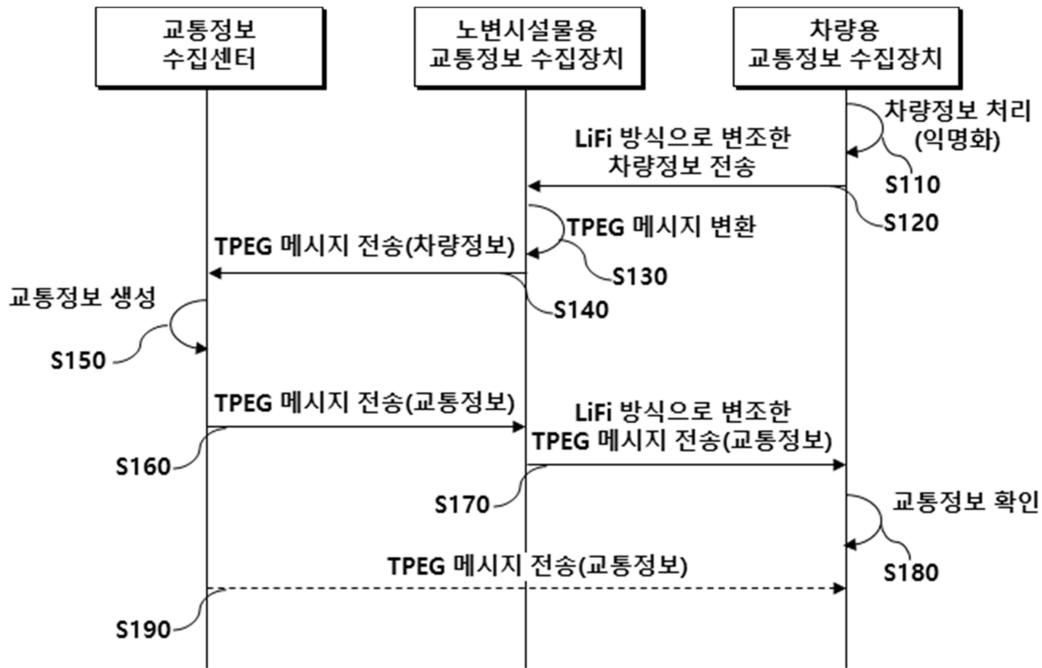 교통정보
수집센터
노변시설물용
교통정보 수집장치
차량용
교통정보 수집장치
차량정보 처리
(익명화)
S110
LiFi 방식으로 변조한
차량정보 전송
S120
TPEG 메시지 변환
S130
TPEG 메시지 전송(차량정보)
S140
교통정보 생성
S150
TPEG 메시지 전송(교통정보)
S160
LiFi 방식으로 변조한
TPEG 메시지 전송(교통정보)
S170
교통정보 확인
S180
TPEG 메시지 전송(교통정보)
S190